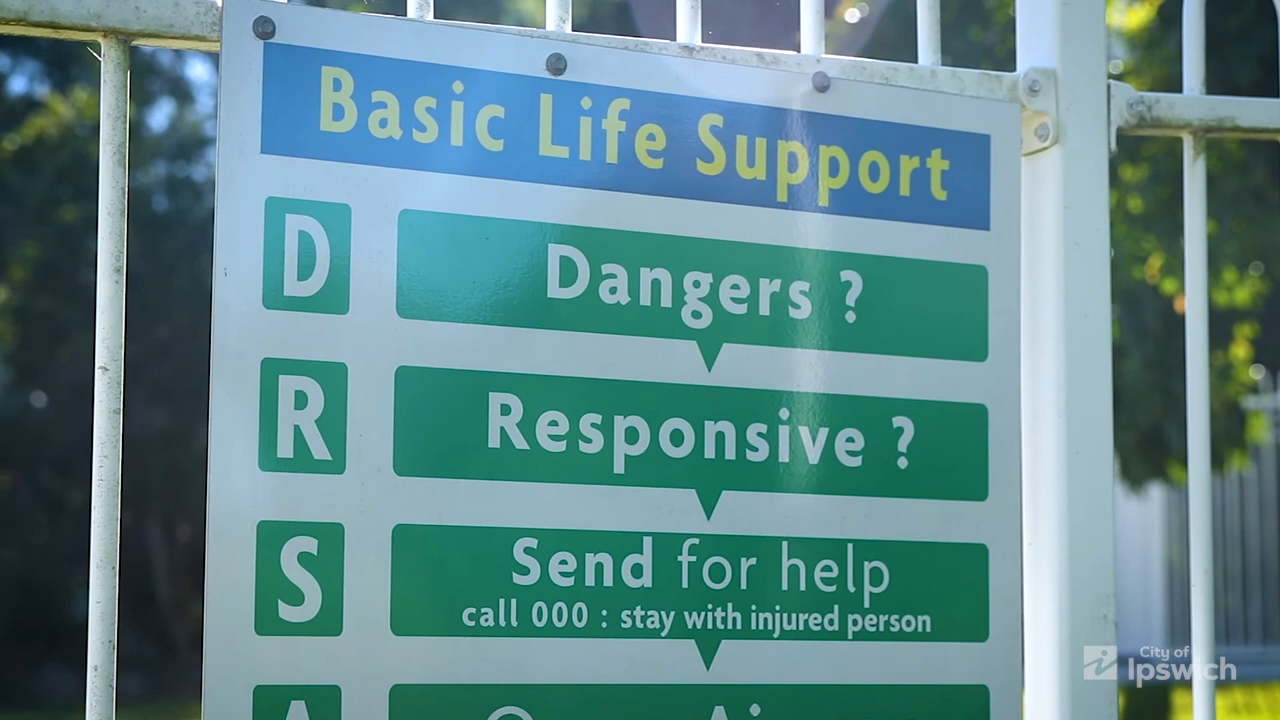 Basic Life Support
D
Dangers ?
R
Responsive ?
S
Send for help
call 000 : stay with injured person
A
City of
Ipswich